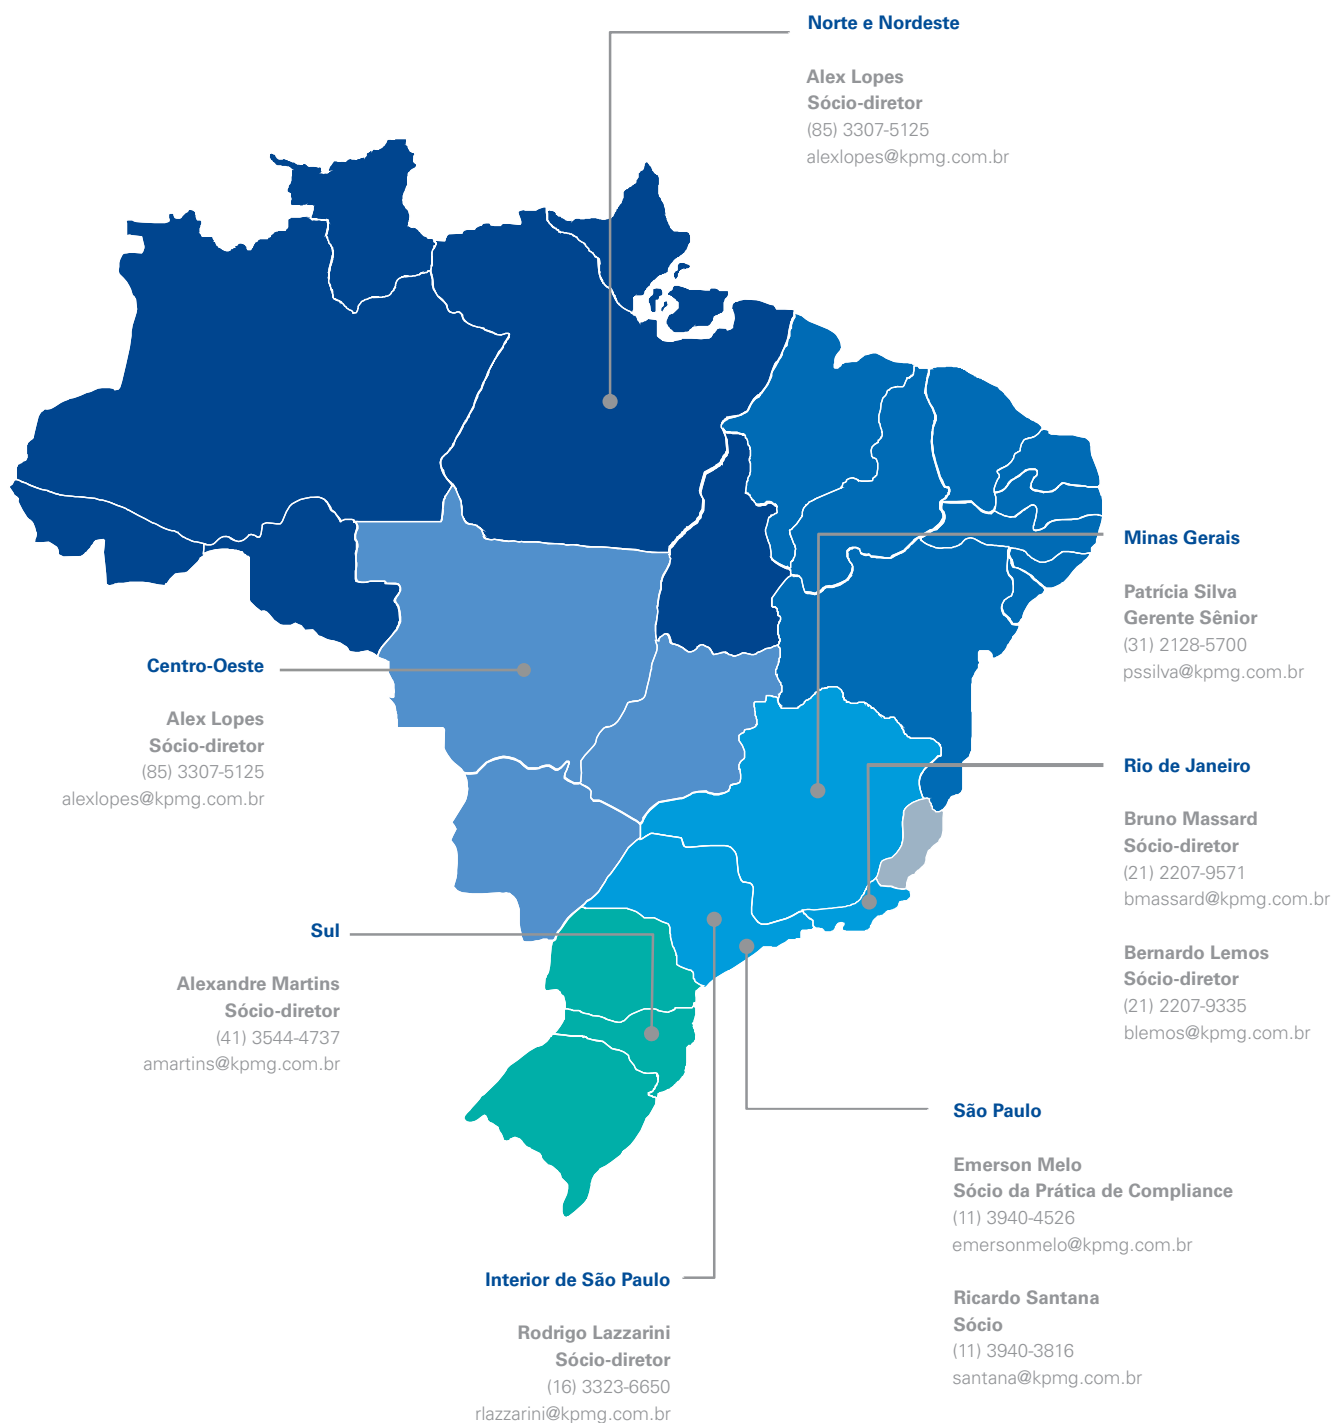 Norte e Nordeste
Alex Lopes
Sócio-diretor
(85) 3307-5125
alexlopes@kpmg.com.br
Minas Gerais
Patrícia Silva
Gerente Sênior
(31) 2128-5700
pssilva@kpmg.com.br
Centro-Oeste
Alex Lopes
Sócio-diretor
(85) 3307-5125
alexlopes@kpmg.com.br
Rio de Janeiro
Bruno Massard
Sócio-diretor
(21) 2207-9571
bmassard@kpmg.com.br
Bernardo Lemos
Sócio-diretor
(21) 2207-9335
blemos@kpmg.com.br
Sul
Alexandre Martins
Sócio-diretor
(41) 3544-4737
amartins@kpmg.com.br
São Paulo
Emerson Melo
Sócio da Prática de Compliance
(11) 3940-4526
emersonmelo@kpmg.com.br
Ricardo Santana
Sócio
(11) 3940-3816
santana@kpmg.com.br
Interior de São Paulo
Rodrigo Lazzarini
Sócio-diretor
(16) 3323-6650
rlazzarini@kpmg.com.br